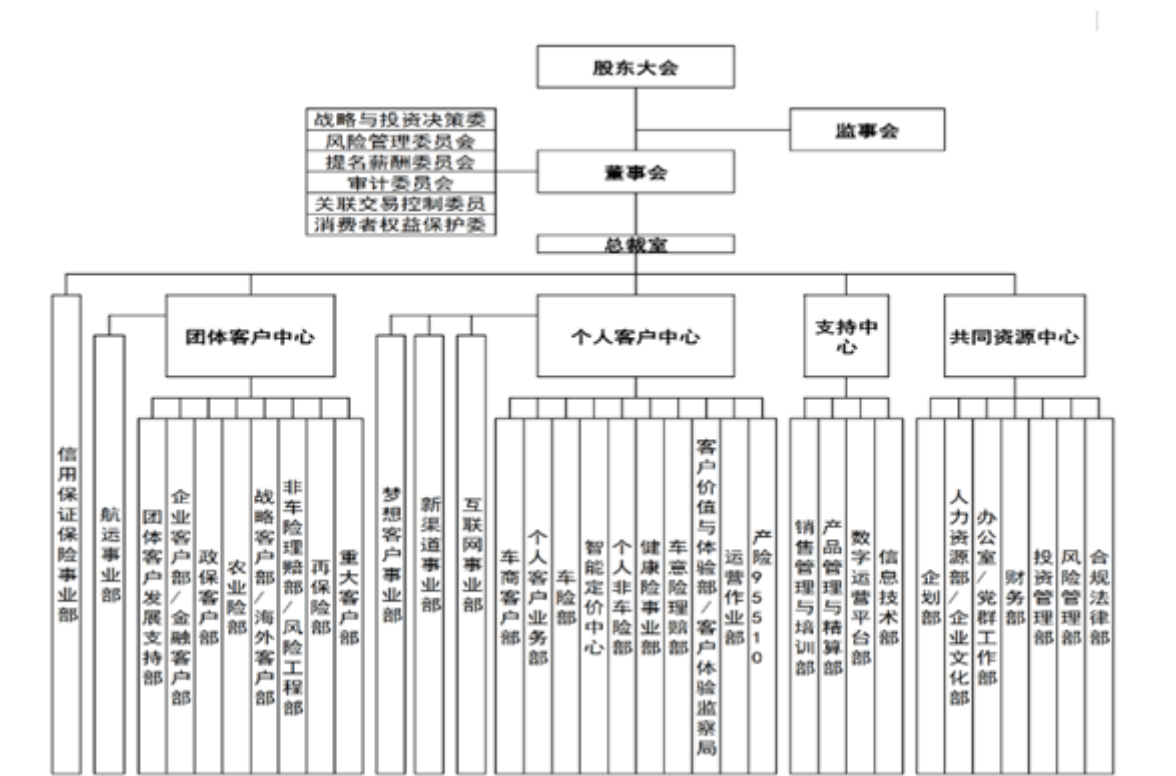 股东大会
监事会
战略与投资决策委
风险管理委员会
提名薪酬委员会
审计委员会
关联交易控制委员
消费者权益保护委
董事会
总裁室
团体客户中心
个人客户中心
支持中心
共同资源中心
信用保证保险事业部
航运事业部
团体客户发展支持部
企业客户部/金融客户部
政保客户部
农业险部
战略客户部/海外客户部
非车险理赔部/风险工程部
再保险部
重大客户部
梦想客户事业部
新渠道事业部
互联网事业部
车商客户部
个人客户业务部
车险部
智能定价中心
个人非车险部
健康险事业部
车意险理赔部
客户价值与体验部/客户体验监察局
运营作业部
产险95510
销售管理与培训部
产品管理与精算部
数字运营平台部
信息技术部
企划部
人力资源部/企业文化部
办公室/党群工作部
财务部
投资管理部
风险管理部
合规法律部